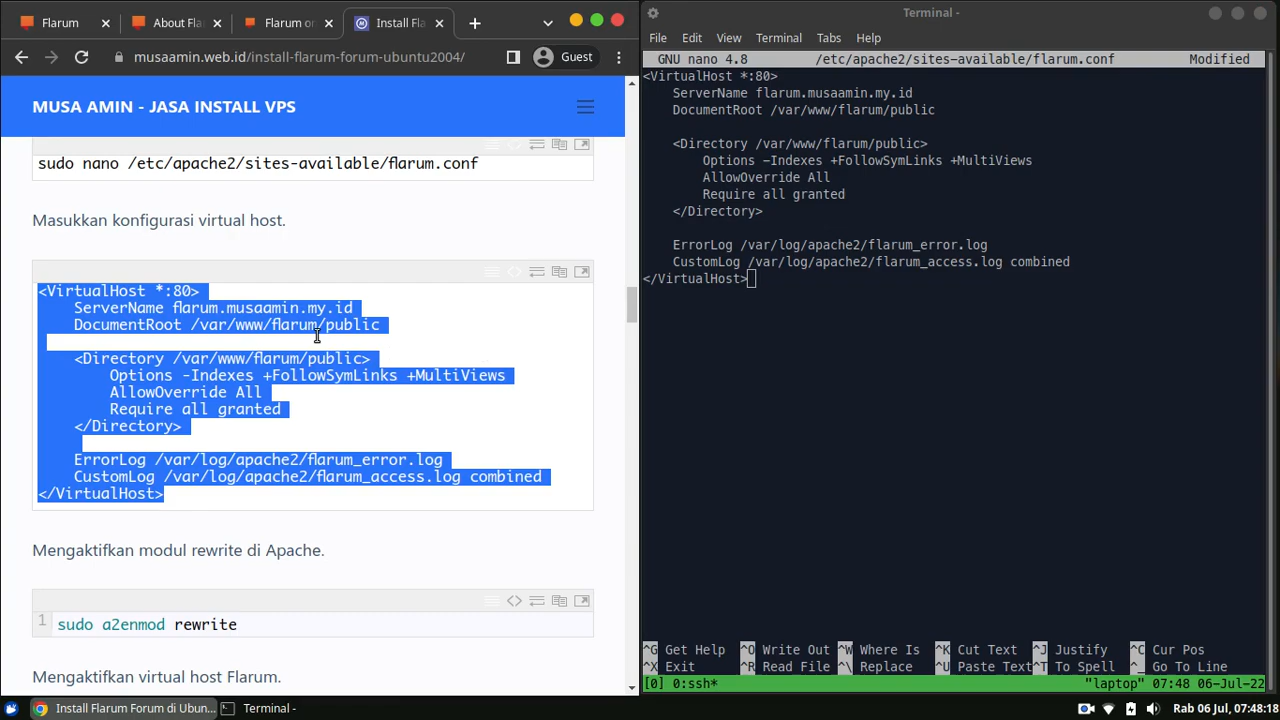 Flarum
About Fla
Flarum on
Install Fla
musaamin.web.id/install-flarum-forum-ubuntu2004/
Guest
MUSA AMIN - JASA INSTALL VPS
sudo nano /etc/apache2/sites-available/flarum.conf
Masukkan konfigurasi virtual host.
<VirtualHost *:80>
ServerName flarum.musaamin.my.id
DocumentRoot /var/www/flarum/public
<Directory /var/www/flarum/public>
Options -Indexes +FollowSymLinks +MultiViews
AllowOverride All
Require all granted
</Directory>
ErrorLog /var/log/apache2/flarum_error.log
CustomLog /var/log/apache2/flarum_access.log combined
</VirtualHost>
Mengaktifkan modul rewrite di Apache.
1 sudo a2enmod rewrite
Mengaktifkan virtual host Flarum.
Terminal -
File Edit View Terminal Tabs Help
GNU nano 4.8 /etc/apache2/sites-available/flarum.conf Modified
<VirtualHost *:80>
ServerName flarum.musaamin.my.id
DocumentRoot /var/www/flarum/public
<Directory /var/www/flarum/public>
Options -Indexes +FollowSymLinks +MultiViews
AllowOverride All
Require all granted
</Directory>
ErrorLog /var/log/apache2/flarum_error.log
CustomLog /var/log/apache2/flarum_access.log combined
</VirtualHost>
^G Get Help ^O Write Out ^W Where Is ^K Cut Text ^J Justify ^C Cur Pos
^X Exit ^R Read File ^\ Replace ^U Paste Text ^T To Spell ^_ Go To Line
[0] 0:ssh* "laptop" 07:48 06-Jul-22
Install Flarum Forum di Ubun...
Terminal -
Rab 06 Jul, 07:48:18